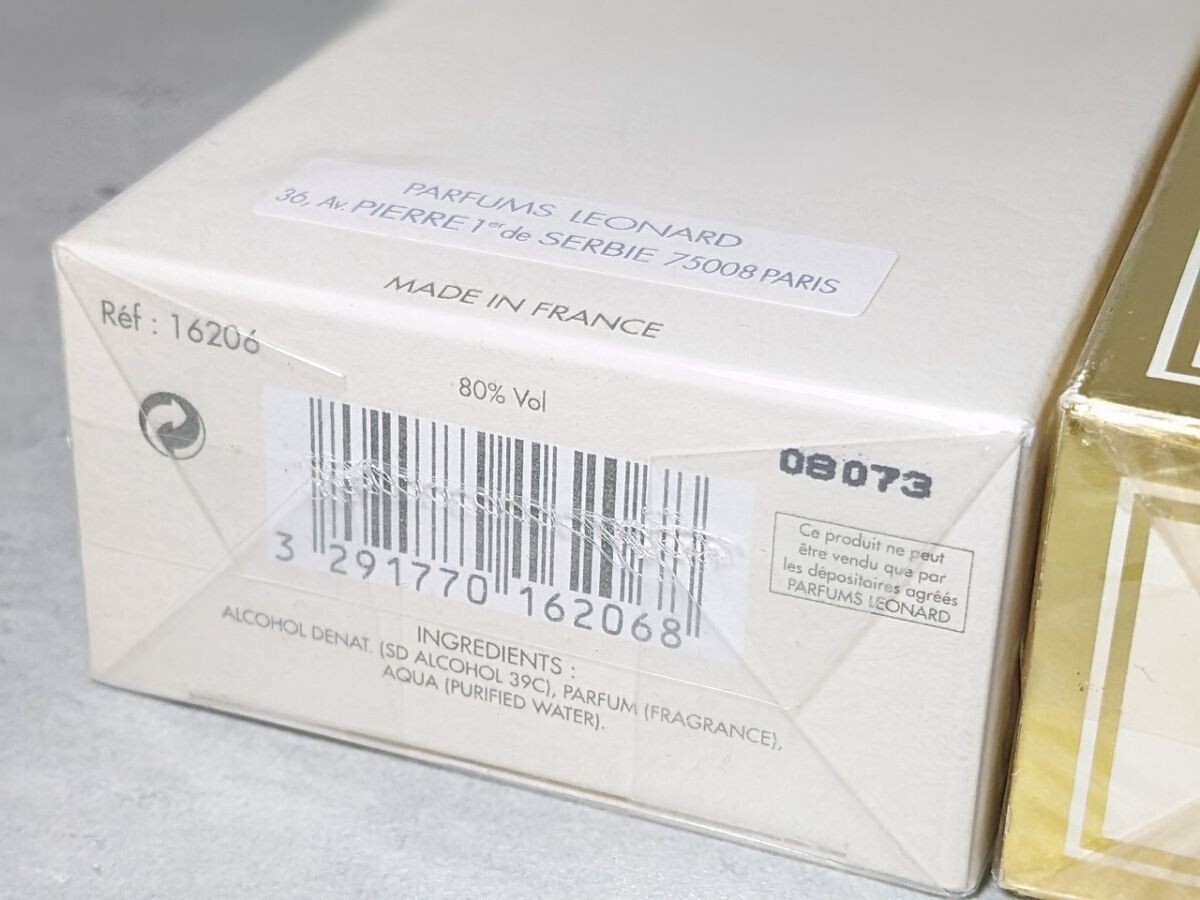 PARFUMS LEONARD
36, Av. PIERRE 1er de SERBIE 75008 PARIS
MADE IN FRANCE
Réf : 16206
80% Vol
08073
3 291770 162068
Ce produit ne peut
être vendu que par
les dépositaires agréés
PARFUMS LEONARD
INGREDIENTS :
ALCOHOL DENAT. (SD ALCOHOL 39C), PARFUM (FRAGRANCE),
AQUA (PURIFIED WATER).